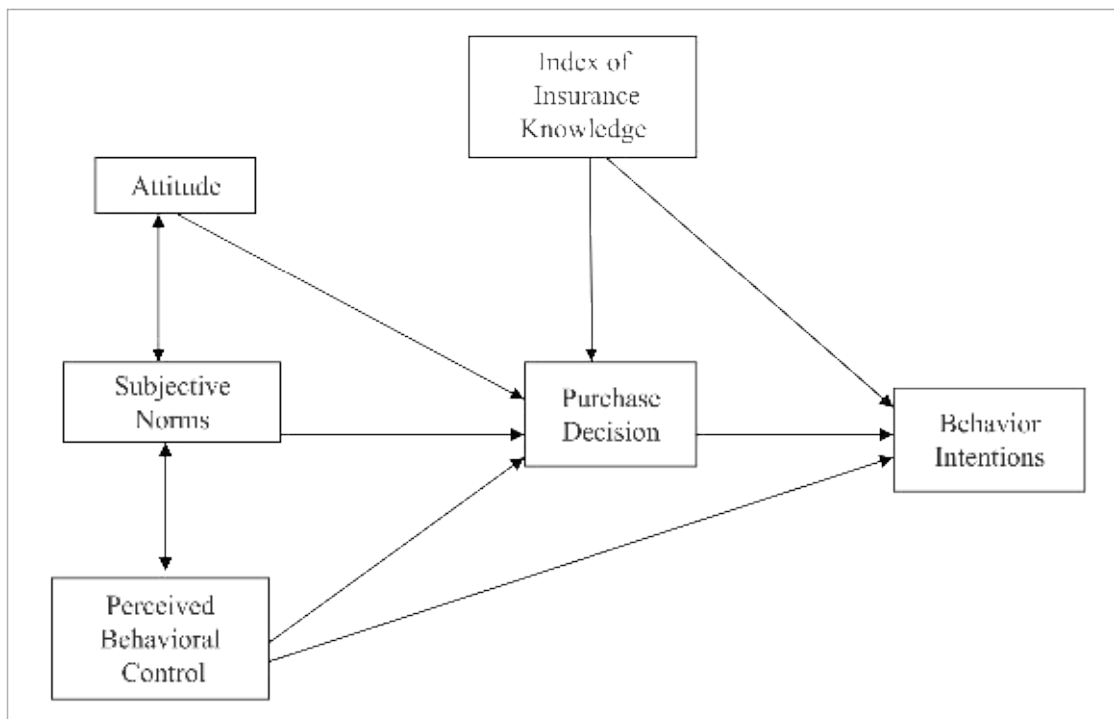 Index of
Insurance
Knowledge
Attitude
Subjective
Norms
Purchase
Decision
Behavior
Intentions
Perceived
Behavioral
Control